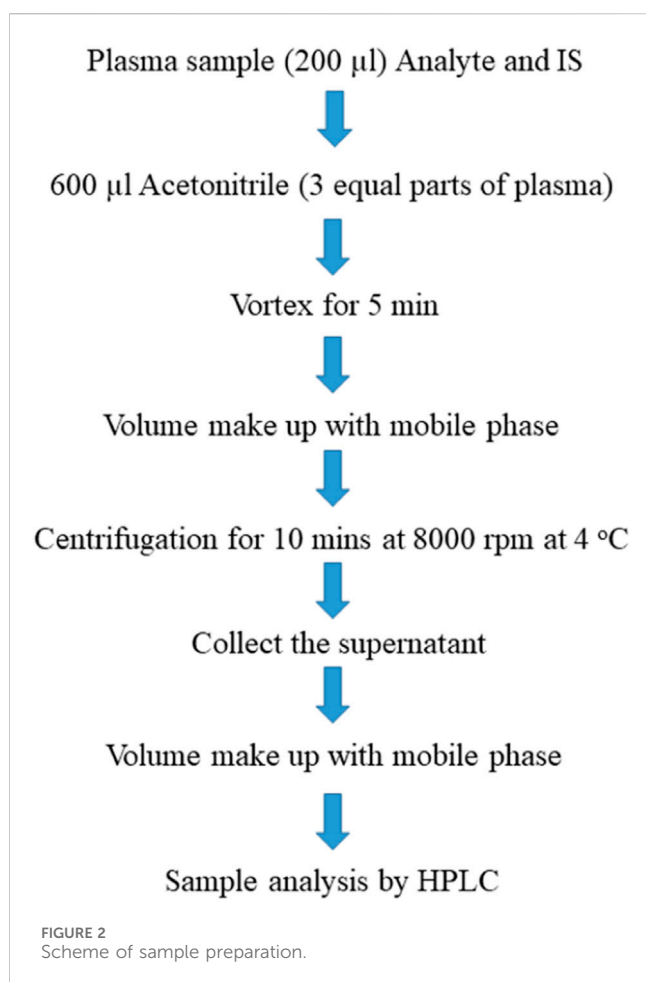 Plasma sample (200 µl) Analyte and IS
600 µl Acetonitrile (3 equal parts of plasma)
Vortex for 5 min
Volume make up with mobile phase
Centrifugation for 10 mins at 8000 rpm at 4 °C
Collect the supernatant
Volume make up with mobile phase
Sample analysis by HPLC
FIGURE 2
Scheme of sample preparation.